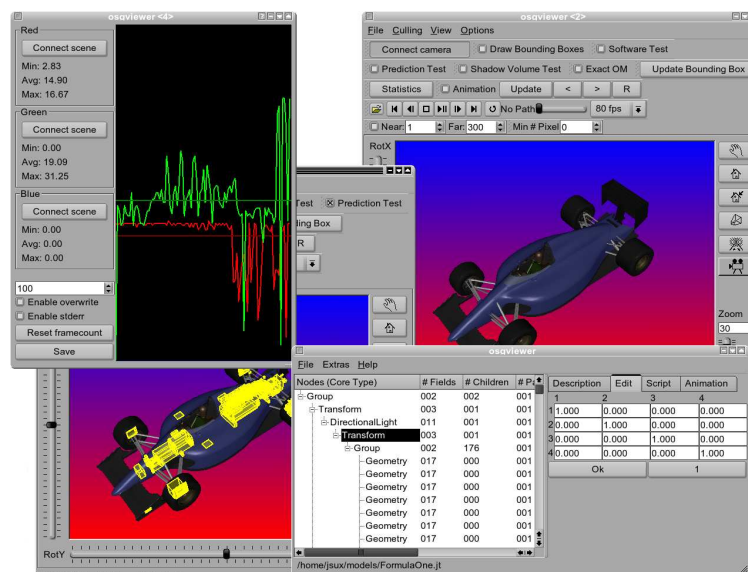 osgviewer <4>
Red
Connect scene
Min: 2.83
Avg: 14.90
Max: 16.67
Green
Connect scene
Min: 0.00
Avg: 19.09
Max: 31.25
Blue
Connect scene
Min: 0.00
Avg: 0.00
Max: 0.00
100
Enable overwrite
Enable stderr
Reset framecount
Save
osgviewer <2>
File Culling View Options
Connect camera Draw Bounding Boxes Software Test
Prediction Test Shadow Volume Test Exact OM Update Bounding Box
Statistics Animation Update < > R
No Path 80 fps
Near: 1 Far: 300 Min # Pixel 0
RotX
Zoom
30
Test Prediction Test
ding Box
R
RotY
osgviewer
File Extras Help
Nodes (Core Type) # Fields # Children # Pa
Group 002 002 001
Transform 003 001 001
DirectionalLight 011 001 001
Transform 003 001 001
Group 002 176 001
Geometry 017 000 001
Geometry 017 000 001
Geometry 017 000 001
Geometry 017 000 001
Geometry 017 000 001
Geometry 017 000 001
Description Edit Script Animation
1 2 3 4
1 1.000 0.000 0.000 0.000
2 0.000 1.000 0.000 0.000
3 0.000 0.000 1.000 0.000
4 0.000 0.000 0.000 1.000
Ok 1
/home/jsux/models/FormulaOne.jt